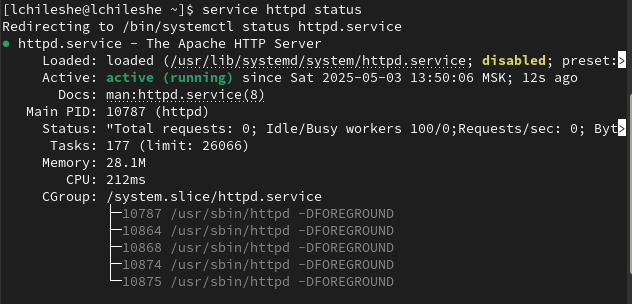 [lchileshe@lchileshe ~]$ service httpd status
Redirecting to /bin/systemctl status httpd.service
● httpd.service - The Apache HTTP Server
     Loaded: loaded (/usr/lib/systemd/system/httpd.service; disabled; preset:>
     Active: active (running) since Sat 2025-05-03 13:50:06 MSK; 12s ago
       Docs: man:httpd.service(8)
   Main PID: 10787 (httpd)
     Status: "Total requests: 0; Idle/Busy workers 100/0;Requests/sec: 0; Byt>
      Tasks: 177 (limit: 26066)
     Memory: 28.1M
        CPU: 212ms
     CGroup: /system.slice/httpd.service
             ├─10787 /usr/sbin/httpd -DFOREGROUND
             ├─10864 /usr/sbin/httpd -DFOREGROUND
             ├─10868 /usr/sbin/httpd -DFOREGROUND
             ├─10874 /usr/sbin/httpd -DFOREGROUND
             └─10875 /usr/sbin/httpd -DFOREGROUND